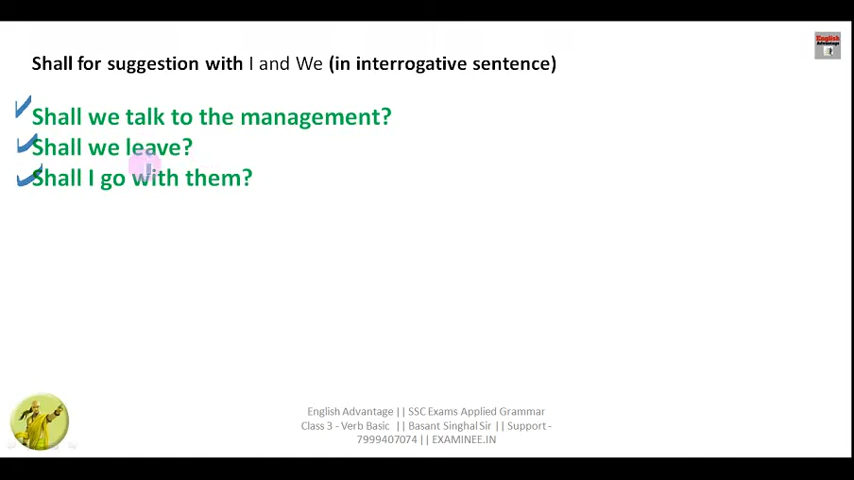 English
Advantage
Shall for suggestion with I and We (in interrogative sentence)
Shall we talk to the management?
Shall we leave?
Shall I go with them?
English Advantage || SSC Exams Applied Grammar
Class 3 - Verb Basic || Basant Singhal Sir || Support -
7999407074 || EXAMINEE.IN